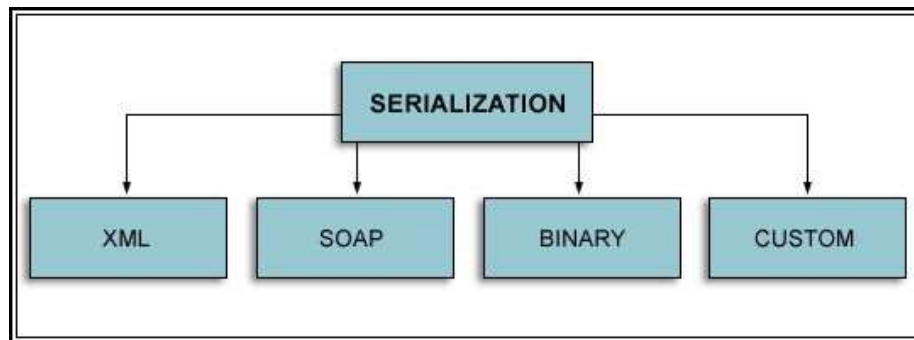 SERIALIZATION
XML
SOAP
BINARY
CUSTOM